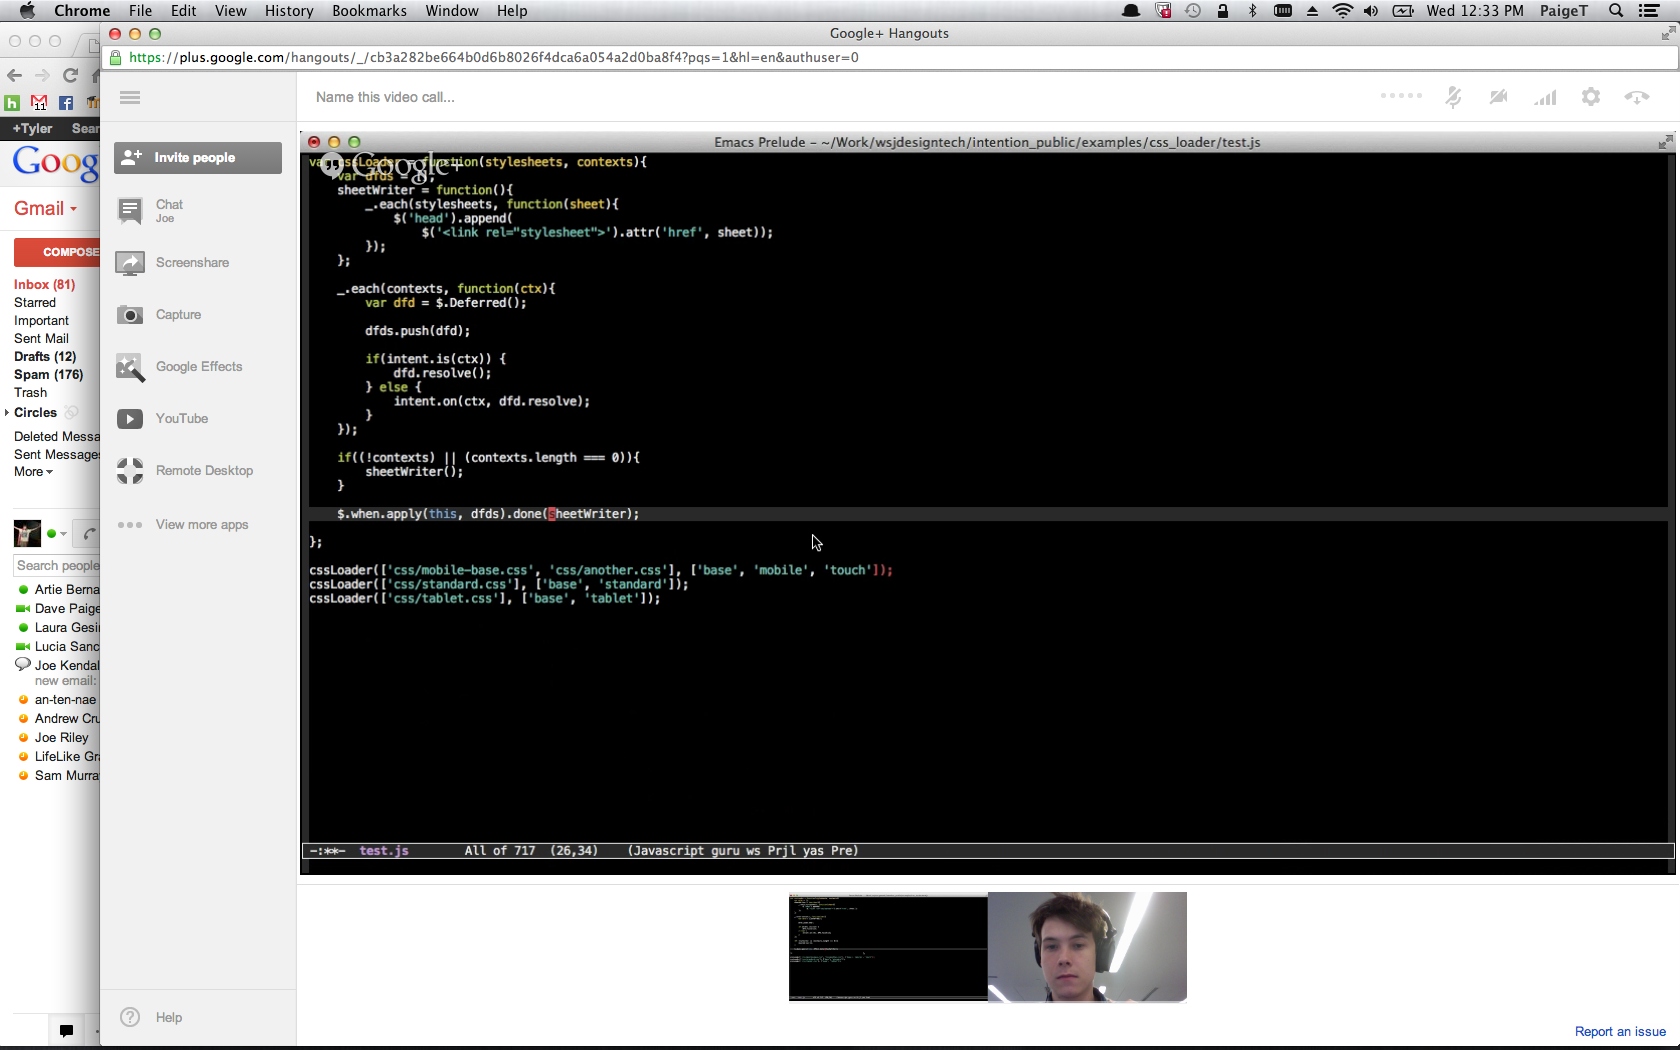 Chrome File Edit View History Bookmarks Window Help Wed 12:33 PM PaigeT
Google+ Hangouts
https://plus.google.com/hangouts/_/cb3a282be664b0d6b8026f4dca6a054a2d0ba8f4?pqs=1&hl=en&authuser=0
11
+Tyler Sear
Goog
Gmail
COMPOSE
Inbox (81)
Starred
Important
Sent Mail
Drafts (12)
Spam (176)
Trash
Circles
Deleted Messa
Sent Messages
More
Search people
Artie Berna
Dave Paige
Laura Gesi
Lucia Sanc
Joe Kendal
new email:
an-ten-nae
Andrew Cru
Joe Riley
LifeLike Gra
Sam Murra
Name this video call...
Invite people
Chat
Joe
Screenshare
Capture
Google Effects
YouTube
Remote Desktop
View more apps
Help
Emacs Prelude - ~/Work/wsjdesigntech/intention_public/examples/css_loader/test.js
Google+
var cssLoader = function(stylesheets, contexts){
var dfds =
sheetWriter = function(){
_.each(stylesheets, function(sheet){
$('head').append(
$('<link rel="stylesheet">').attr('href', sheet));
});
};
_.each(contexts, function(ctx){
var dfd = $.Deferred();
dfds.push(dfd);
if(intent.is(ctx)) {
dfd.resolve();
} else {
intent.on(ctx, dfd.resolve);
}
});
if((!contexts) || (contexts.length === 0)){
sheetWriter();
}
$.when.apply(this, dfds).done(sheetWriter);
};
cssLoader(['css/mobile-base.css', 'css/another.css'], ['base', 'mobile', 'touch']);
cssLoader(['css/standard.css'], ['base', 'standard']);
cssLoader(['css/tablet.css'], ['base', 'tablet']);
-:**- test.js All of 717 (26,34) (Javascript guru ws Prjl yas Pre)
Report an issue